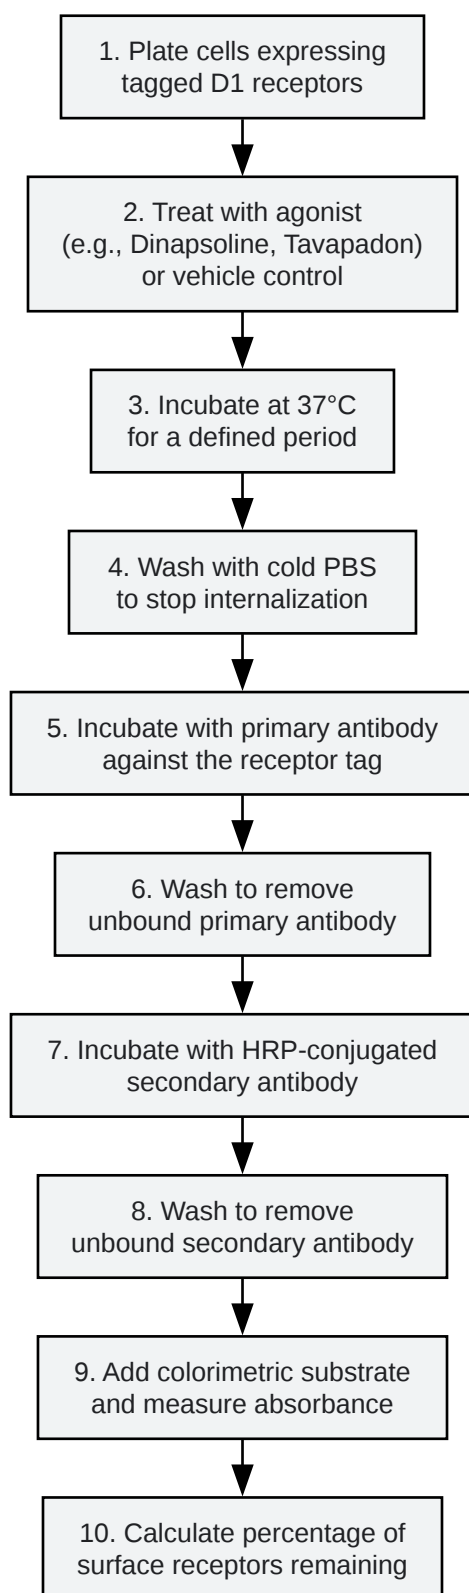 1. Plate cells expressing
tagged D1 receptors
2. Treat with agonist
(e.g., Dinapsoline, Tavapadon)
or vehicle control
3. Incubate at 37°C
for a defined period
4. Wash with cold PBS
to stop internalization
5. Incubate with primary antibody
against the receptor tag
6. Wash to remove
unbound primary antibody
7. Incubate with HRP-conjugated
secondary antibody
8. Wash to remove
unbound secondary antibody
9. Add colorimetric substrate
and measure absorbance
10. Calculate percentage of
surface receptors remaining